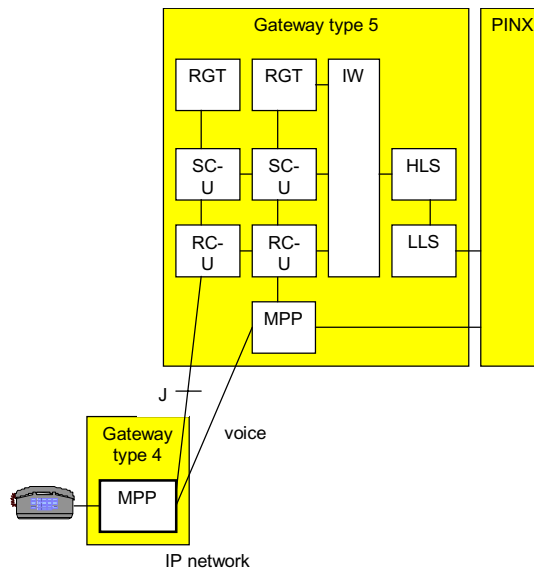 Gateway type 5
PINX
RGT
RGT
IW
SC-
U
SC-
U
HLS
RC-
U
RC-
U
LLS
MPP
J
voice
Gateway
type 4
MPP
IP network